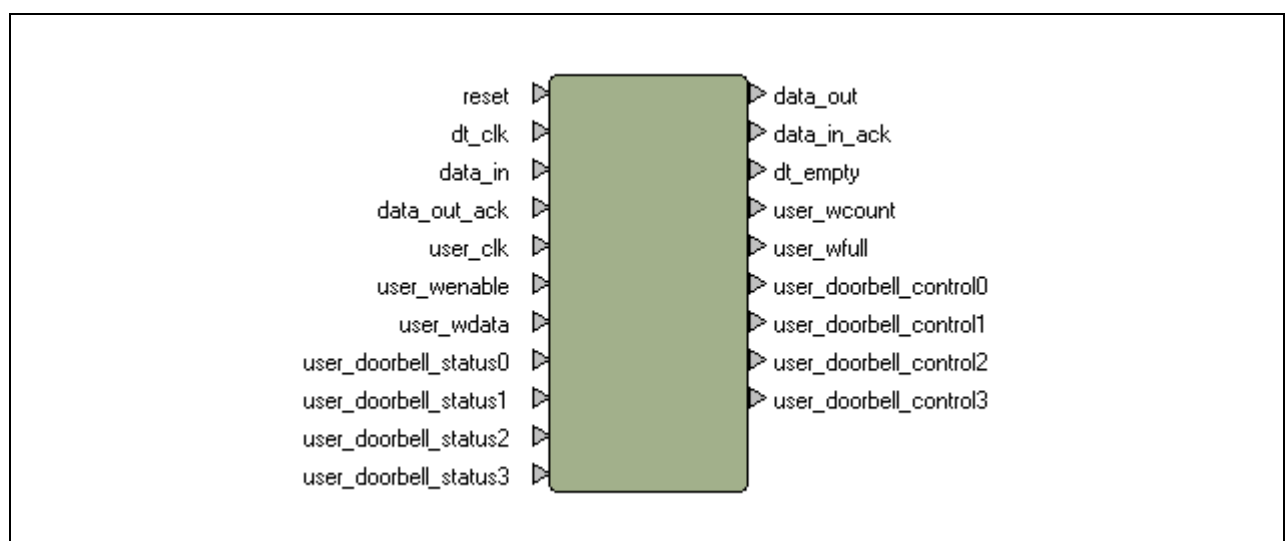 reset
dt_clk
data_in
data_out_ack
user_clk
user_wenable
user_wdata
user_doorbell_status0
user_doorbell_status1
user_doorbell_status2
user_doorbell_status3
data_out
data_in_ack
dt_empty
user_wcount
user_wfull
user_doorbell_control0
user_doorbell_control1
user_doorbell_control2
user_doorbell_control3